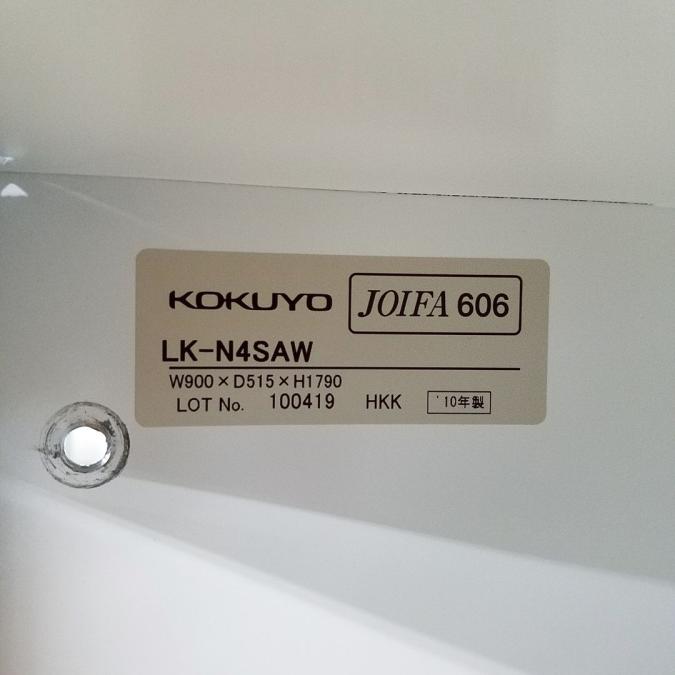 KOKUYO JOIFA 606
LK-N4SAW
W900×D515×H1790
LOT No. 100419 HKK '10年製